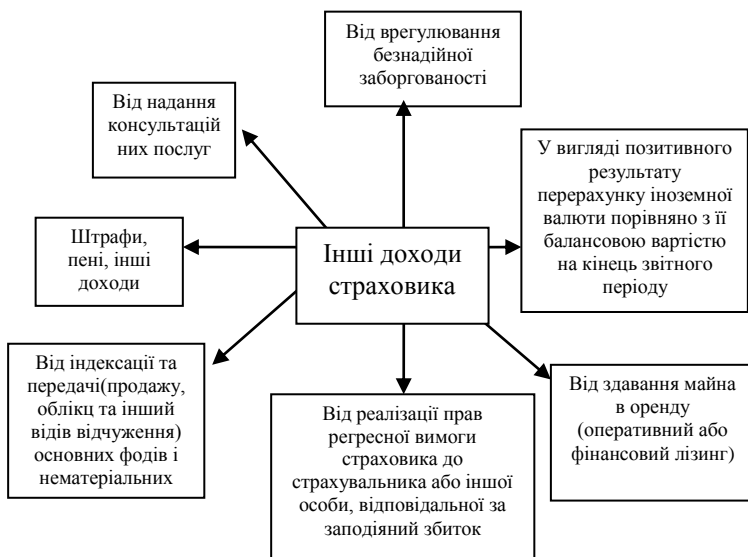 Від врегулювання
безнадійної
заборгованості
Від надання
консультацій
них послуг
У вигляді позитивного
результату
перерахунку іноземної
валюти порівняно з її
балансовою вартістю
на кінець звітного
періоду
Штрафи,
пені, інші
доходи
Інші доходи
страховика
Від індексації та
передачі(продажу,
облікц та інший
відів відчуження)
основних фодів і
нематеріальних
Від реалізації прав
регресної вимоги
страховика до
страхувальника або іншої
особи, відповідальної за
заподіяний збиток
Від здавання майна
в оренду
(оперативний або
фінансовий лізинг)